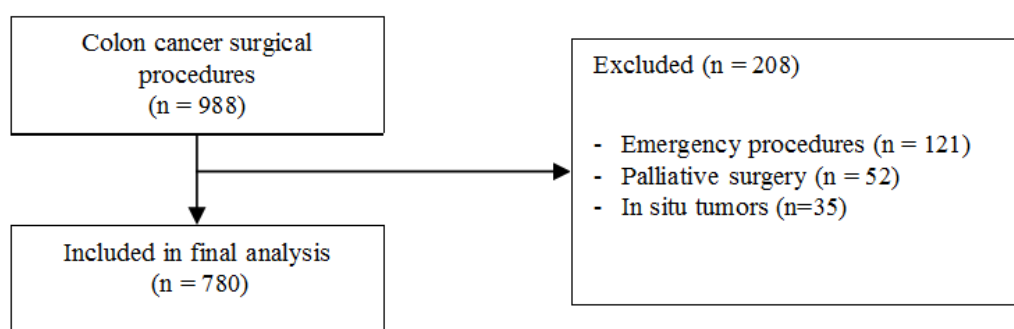 Colon cancer surgical
procedures
(n = 988)
Excluded (n = 208)
- Emergency procedures (n = 121)
- Palliative surgery (n = 52)
- In situ tumors (n=35)
Included in final analysis
(n = 780)